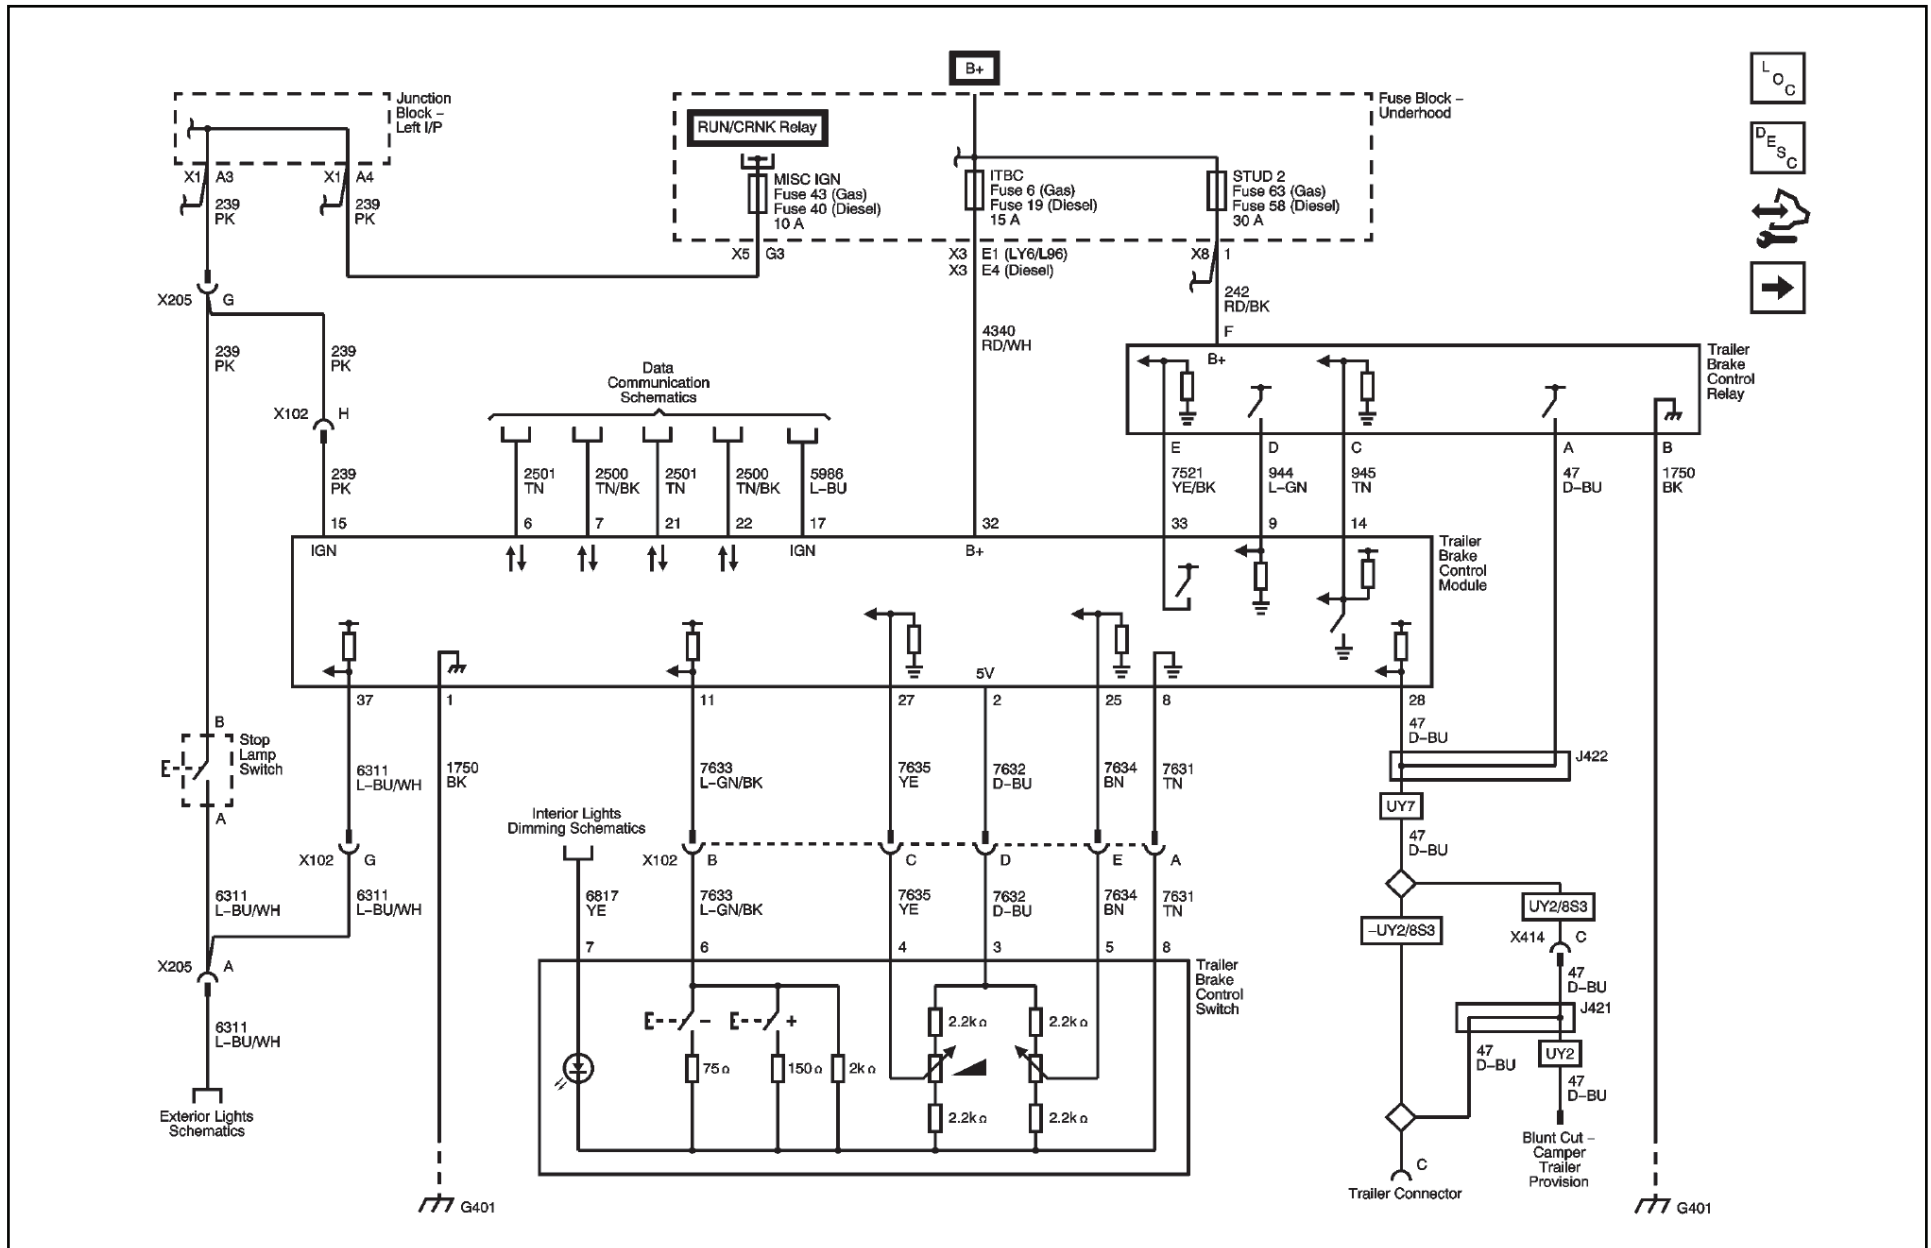 B+
Junction
Block –
Left I/P
Fuse Block –
Underhood
L
O
C
D
E
S
C
RUN/CRNK Relay
X1 A3
239
PK
X1 A4
239
PK
MISC IGN
Fuse 43 (Gas)
Fuse 40 (Diesel)
10 A
ITBC
Fuse 6 (Gas)
Fuse 19 (Diesel)
15 A
STUD 2
Fuse 63 (Gas)
Fuse 58 (Diesel)
30 A
X5 G3
X3 E1 (LY6/L96)
X3 E4 (Diesel)
X8 1
242
RD/BK
F
X205 G
239
PK
239
PK
X102 H
239
PK
15
Data
Communication
Schematics
4340
RD/WH
Trailer
Brake
Control
Relay
B+
2501
TN
2500
TN/BK
2501
TN
2500
TN/BK
5986
L–BU
E
7521
YE/BK
D
944
L–GN
C
945
TN
A
47
D–BU
B
1750
BK
6
7
21
22
17
32
33
9
14
IGN
IGN
B+
Trailer
Brake
Control
Module
5V
37
1
11
27
2
25
8
28
47
D–BU
J422
B
Stop
Lamp
Switch
A
6311
L–BU/WH
1750
BK
7633
L–GN/BK
7635
YE
7632
D–BU
7634
BN
7631
TN
UY7
47
D–BU
Interior Lights
Dimming Schematics
X102 G
X102 B
C
D
E
A
6311
L–BU/WH
6311
L–BU/WH
6817
YE
7633
L–GN/BK
7635
YE
7632
D–BU
7634
BN
7631
TN
UY2/8S3
–UY2/8S3
X414 C
47
D–BU
J421
X205 A
7
6
4
3
5
8
Trailer
Brake
Control
Switch
6311
L–BU/WH
–
+
2.2k Ω
2.2k Ω
75 Ω
150 Ω
2k Ω
2.2k Ω
2.2k Ω
47
D–BU
UY2
47
D–BU
Exterior Lights
Schematics
Blunt Cut –
Camper
Trailer
Provision
C
Trailer Connector
G401
G401